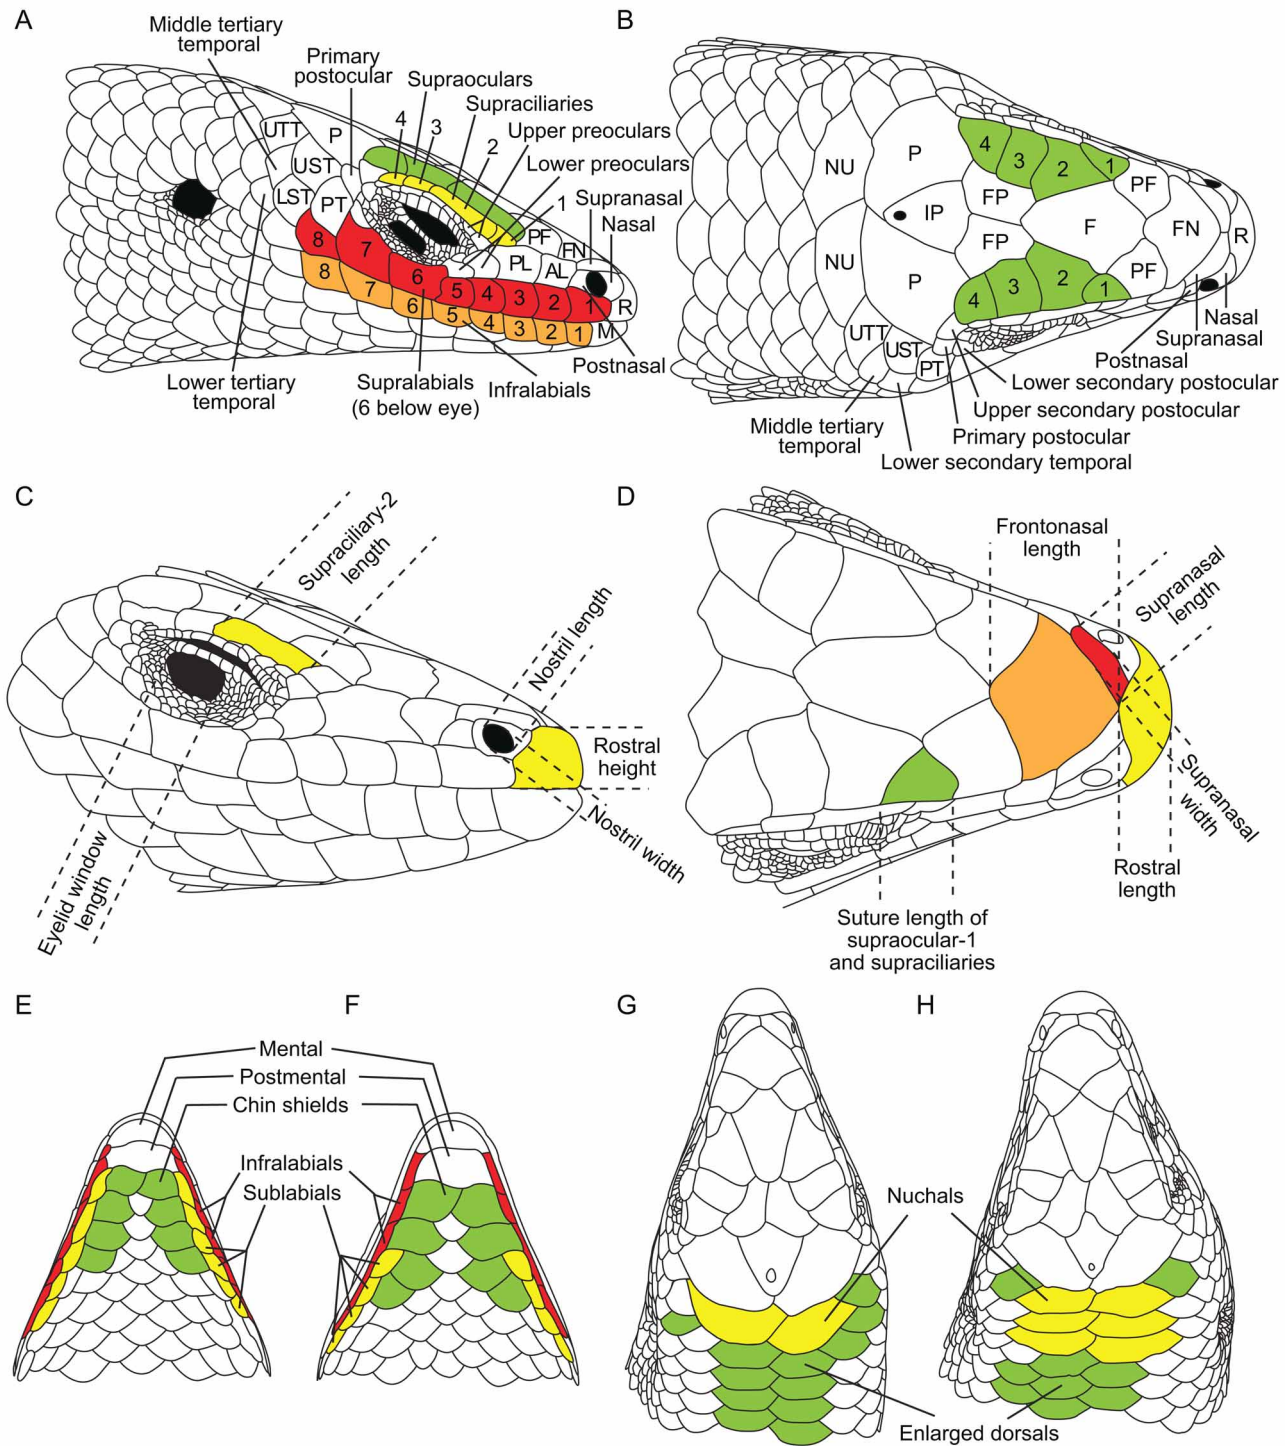 A
Middle tertiary
temporal
Primary
postocular
Supraoculars
Supraciliaries
Upper preoculars
Lower preoculars
4
3
2
1
Supranasal
Nasal
UTT
P
UST
LST
PT
PF
FN
PL
AL
R
M
8
7
6
5
4
3
2
1
8
7
6
5
4
3
2
1
Postnasal
Lower tertiary
temporal
Supralabials
(6 below eye)
Infralabials
B
4
3
2
1
NU
P
PF
FP
IP
F
FN
R
FP
NU
P
PF
4
3
2
1
UTT
UST
PT
Nasal
Supranasal
Postnasal
Lower secondary postocular
Upper secondary postocular
Primary postocular
Lower secondary temporal
Middle tertiary
temporal
C
Supraciliary-2
length
Nostril length
Rostral
height
Nostril width
Eyelid window
length
D
Frontonasal
length
Supranasal
length
Supranasal
width
Rostral
length
Suture length of
supraocular-1
and supraciliaries
E
F
Mental
Postmental
Chin shields
Infralabials
Sublabials
G
H
Nuchals
Enlarged dorsals